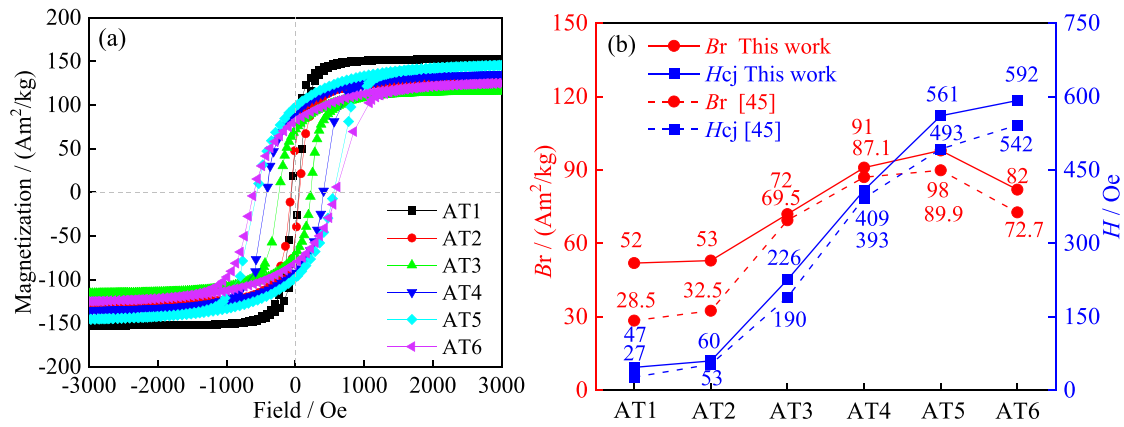 (a)
200
150
100
50
0
-50
-100
-150
-200
Magnetization / (Am²/kg)
-3000 -2000 -1000 0 1000 2000 3000
Field / Oe
AT1
AT2
AT3
AT4
AT5
AT6
(b)
150
120
90
60
30
0
Br / (Am²/kg)
750
600
450
300
150
0
H / Oe
Br This work
Hcj This work
Br [45]
Hcj [45]
52
28.5
47
27
53
32.5
60
53
72
69.5
226
190
91
87.1
409
393
561
493
98
89.9
592
542
82
72.7
AT1 AT2 AT3 AT4 AT5 AT6